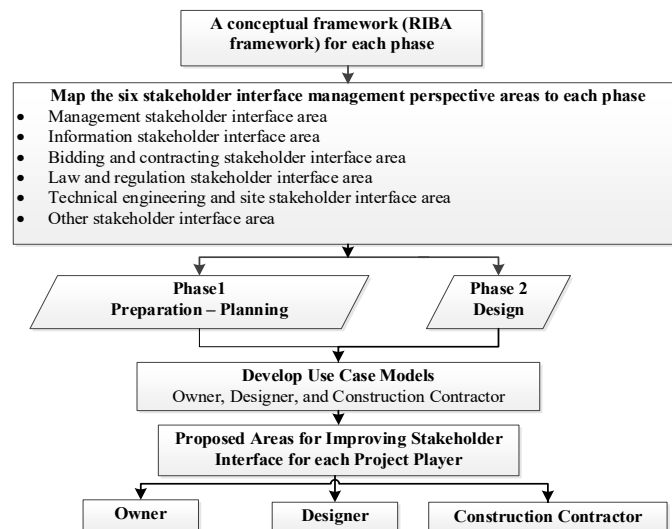 A conceptual framework (RIBA
framework) for each phase
Map the six stakeholder interface management perspective areas to each phase
• Management stakeholder interface area
• Information stakeholder interface area
• Bidding and contracting stakeholder interface area
• Law and regulation stakeholder interface area
• Technical engineering and site stakeholder interface area
• Other stakeholder interface area
Phase1
Preparation – Planning
Phase 2
Design
Develop Use Case Models
Owner, Designer, and Construction Contractor
Proposed Areas for Improving Stakeholder
Interface for each Project Player
Owner
Designer
Construction Contractor